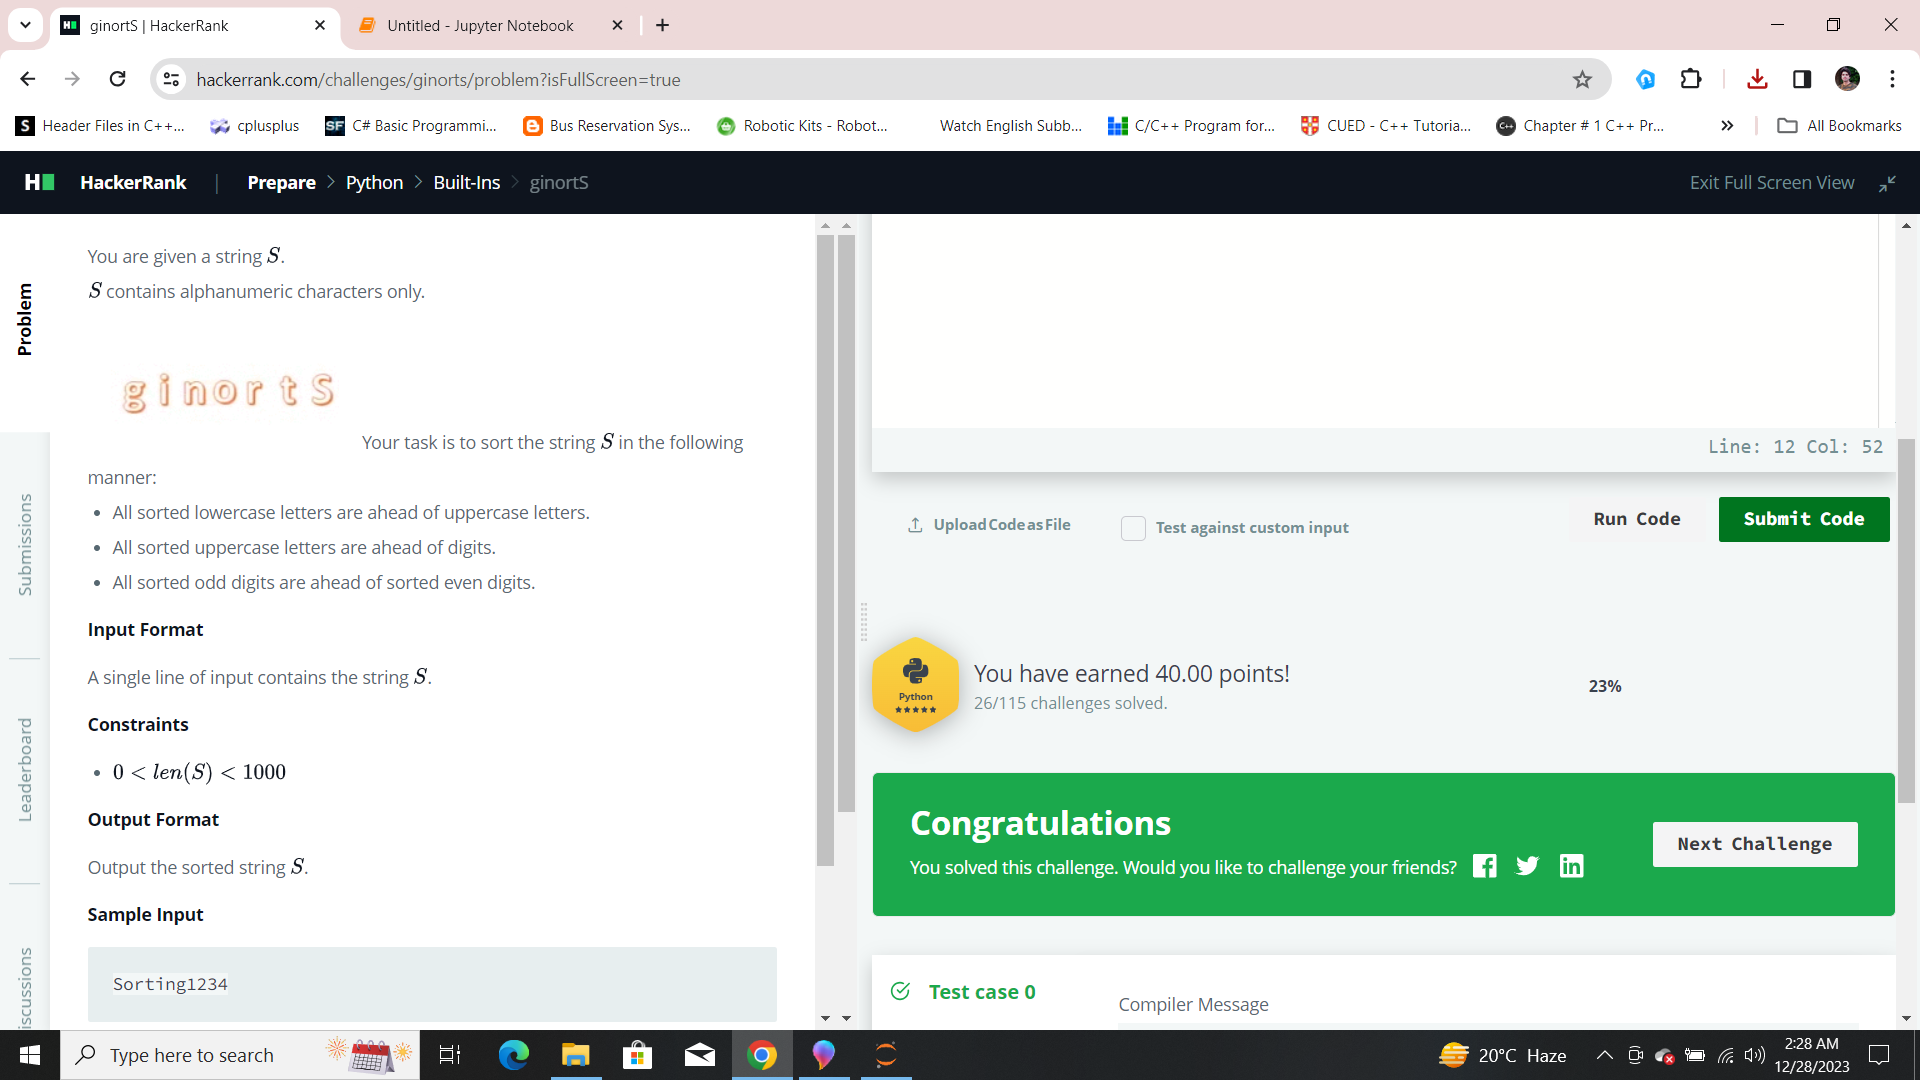 ginortS | HackerRank
Untitled - Jupyter Notebook
hackerrank.com/challenges/ginorts/problem?isFullScreen=true
S Header Files in C++...
cplusplus
SF C# Basic Programmi...
Bus Reservation Sys...
Robotic Kits - Robot...
Watch English Subb...
C/C++ Program for...
CUED - C++ Tutoria...
C++ Chapter # 1 C++ Pr...
All Bookmarks
H HackerRank | Prepare > Python > Built-Ins > ginortS
Exit Full Screen View
Problem
Submissions
Leaderboard
iscussions
You are given a string S.
S contains alphanumeric characters only.
g i n o r t S
Your task is to sort the string S in the following
manner:
• All sorted lowercase letters are ahead of uppercase letters.
• All sorted uppercase letters are ahead of digits.
• All sorted odd digits are ahead of sorted even digits.
Input Format
A single line of input contains the string S.
Constraints
• 0 < len(S) < 1000
Output Format
Output the sorted string S.
Sample Input
Sorting1234
Line: 12 Col: 52
Upload Code as File
Test against custom input
Run Code
Submit Code
Python
You have earned 40.00 points!
26/115 challenges solved.
23%
Congratulations
You solved this challenge. Would you like to challenge your friends?
Next Challenge
Test case 0
Compiler Message
Type here to search
20°C Haze
2:28 AM
12/28/2023